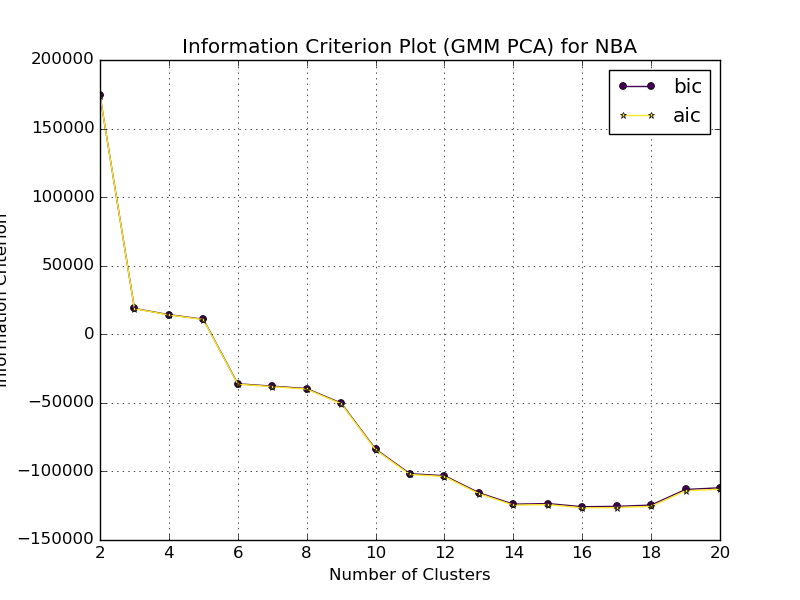 Information Criterion Plot (GMM PCA) for NBA
200000
150000
100000
50000
0
−50000
−100000
−150000
Information Criterion
bic
aic
2 4 6 8 10 12 14 16 18 20
Number of Clusters